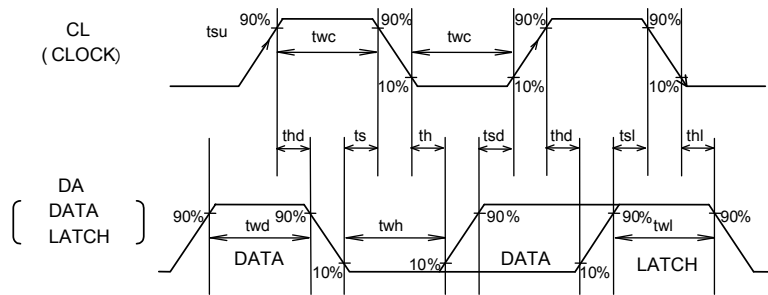 CL
( CLOCK)
tsu
90%
twc
90%
twc
90%
90%
10%
10%
10%
t
thd
ts
th
tsd
thd
tsl
thl
DA
DATA
LATCH
90%
twd
90%
twh
90%
90%
twl
90%
DATA
10%
10%
DATA
10%
LATCH